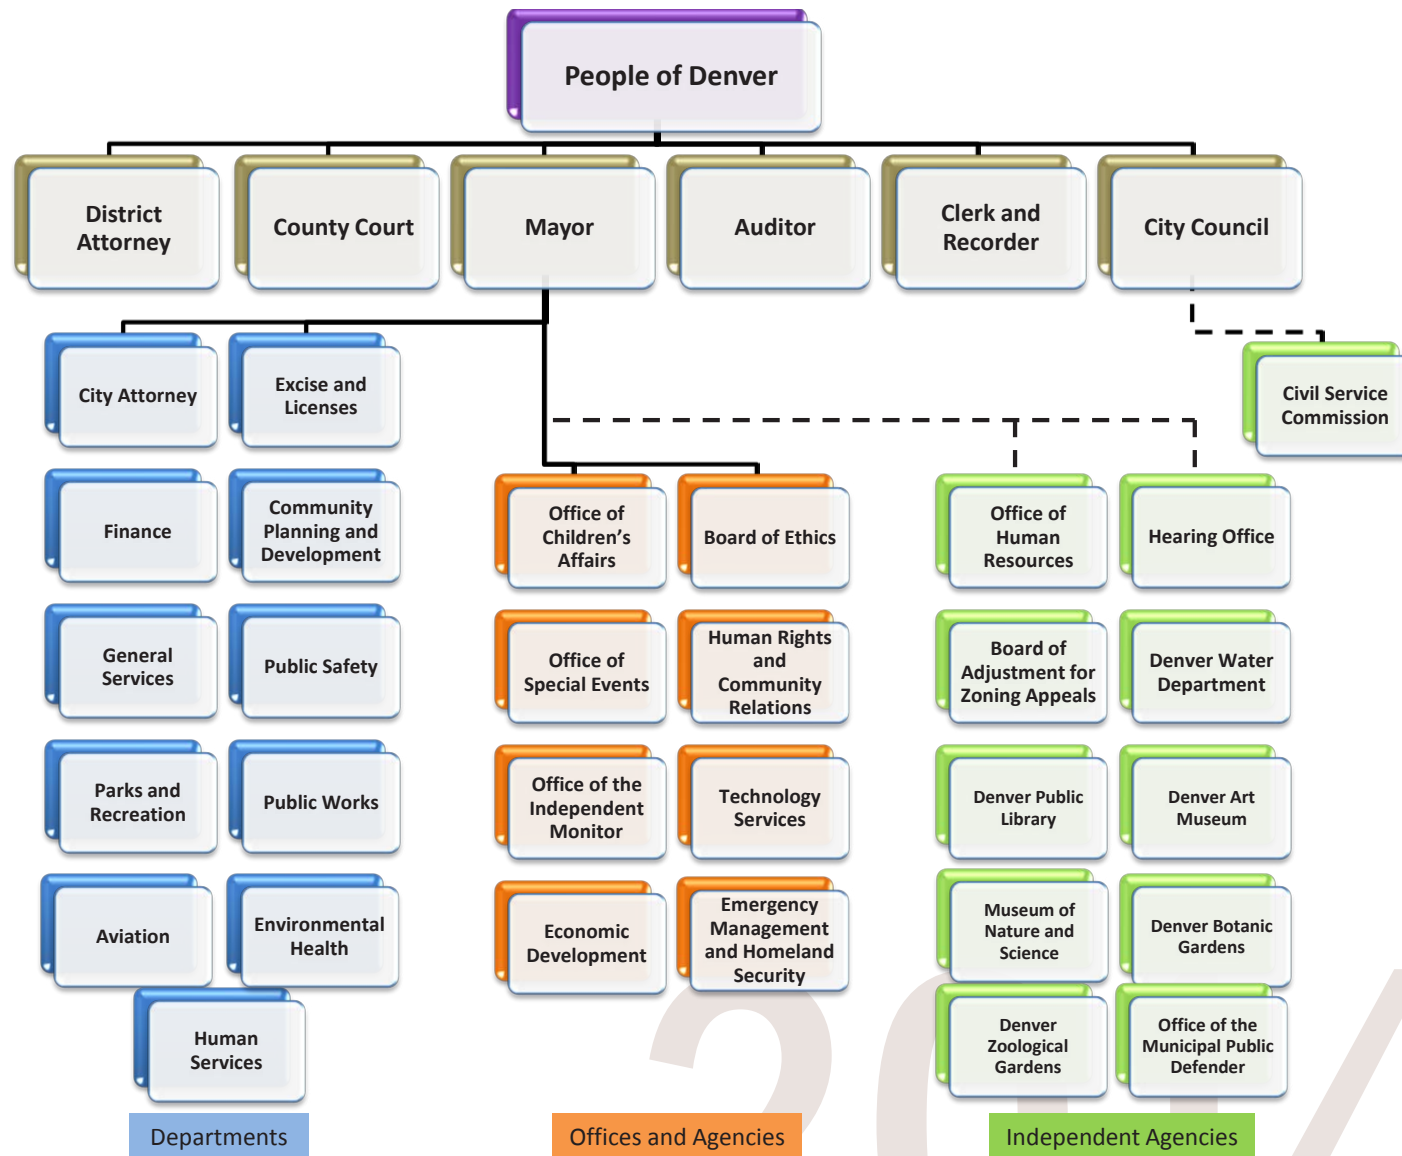 People of Denver
District
Attorney
County Court
Mayor
Auditor
Clerk and
Recorder
City Council
City Attorney
Excise and
Licenses
Civil Service
Commission
Finance
Community
Planning and
Development
Office of
Children’s
Affairs
Board of Ethics
Office of
Human
Resources
Hearing Office
General
Services
Public Safety
Office of
Special Events
Human Rights
and
Community
Relations
Board of
Adjustment for
Zoning Appeals
Denver Water
Department
Parks and
Recreation
Public Works
Office of the
Independent
Monitor
Technology
Services
Denver Public
Library
Denver Art
Museum
Aviation
Environmental
Health
Economic
Development
Emergency
Management
and Homeland
Security
Museum of
Nature and
Science
Denver Botanic
Gardens
Human
Services
Denver
Zoological
Gardens
Office of the
Municipal Public
Defender
Departments
Offices and Agencies
Independent Agencies